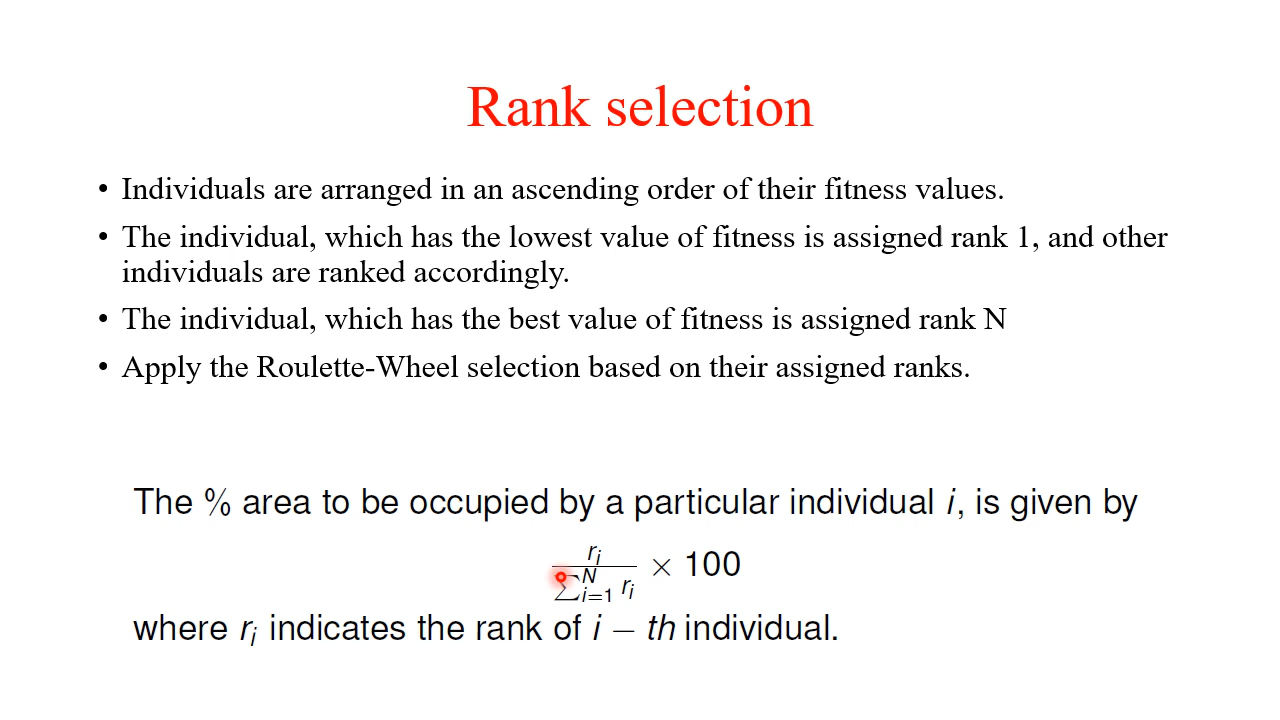 Rank selection
• Individuals are arranged in an ascending order of their fitness values.
• The individual, which has the lowest value of fitness is assigned rank 1, and other
individuals are ranked accordingly.
• The individual, which has the best value of fitness is assigned rank N
• Apply the Roulette-Wheel selection based on their assigned ranks.
The % area to be occupied by a particular individual i, is given by
r_i / ∑_{i=1}^{N} r_i × 100
where r_i indicates the rank of i − th individual.